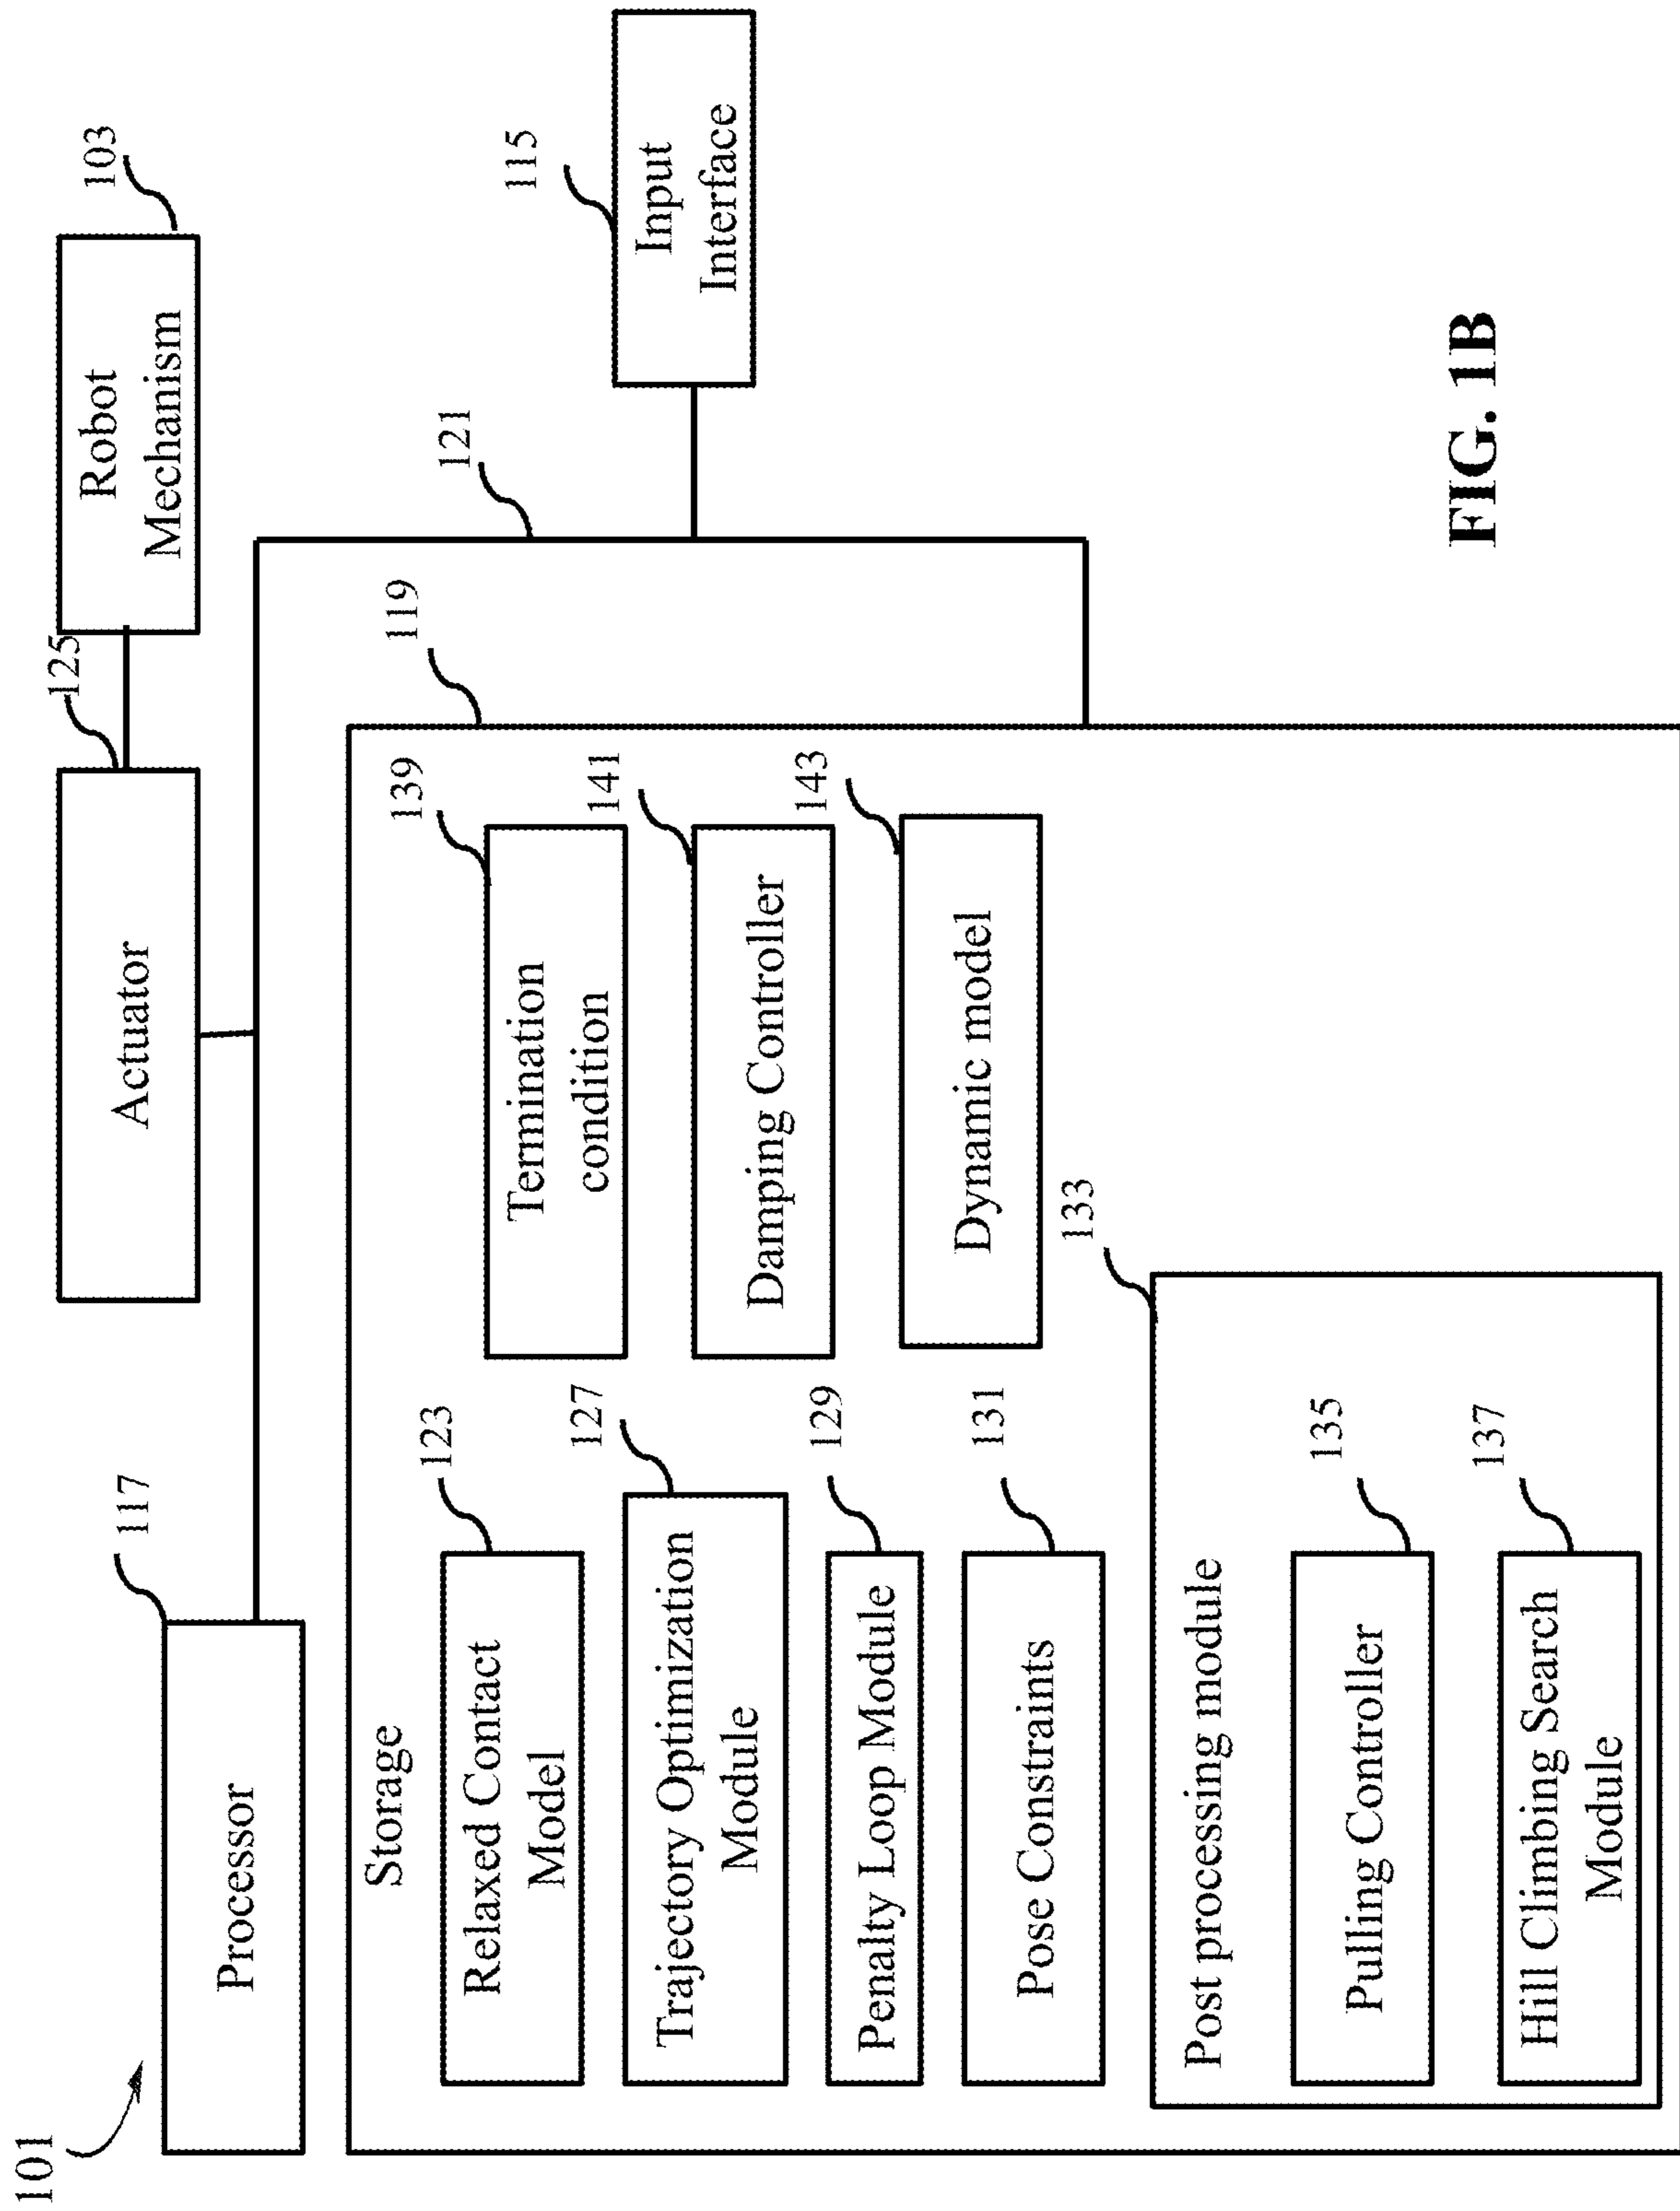 101
117
Processor
125
Actuator
103
Robot
Mechanism
121
115
Input
Interface
119
Storage
123
Relaxed Contact
Model
127
Trajectory Optimization
Module
129
Penalty Loop Module
131
Pose Constraints
139
Termination
condition
141
Damping Controller
143
Dynamic model
133
Post processing module
135
Pulling Controller
137
Hill Climbing Search
Module
FIG. 1B